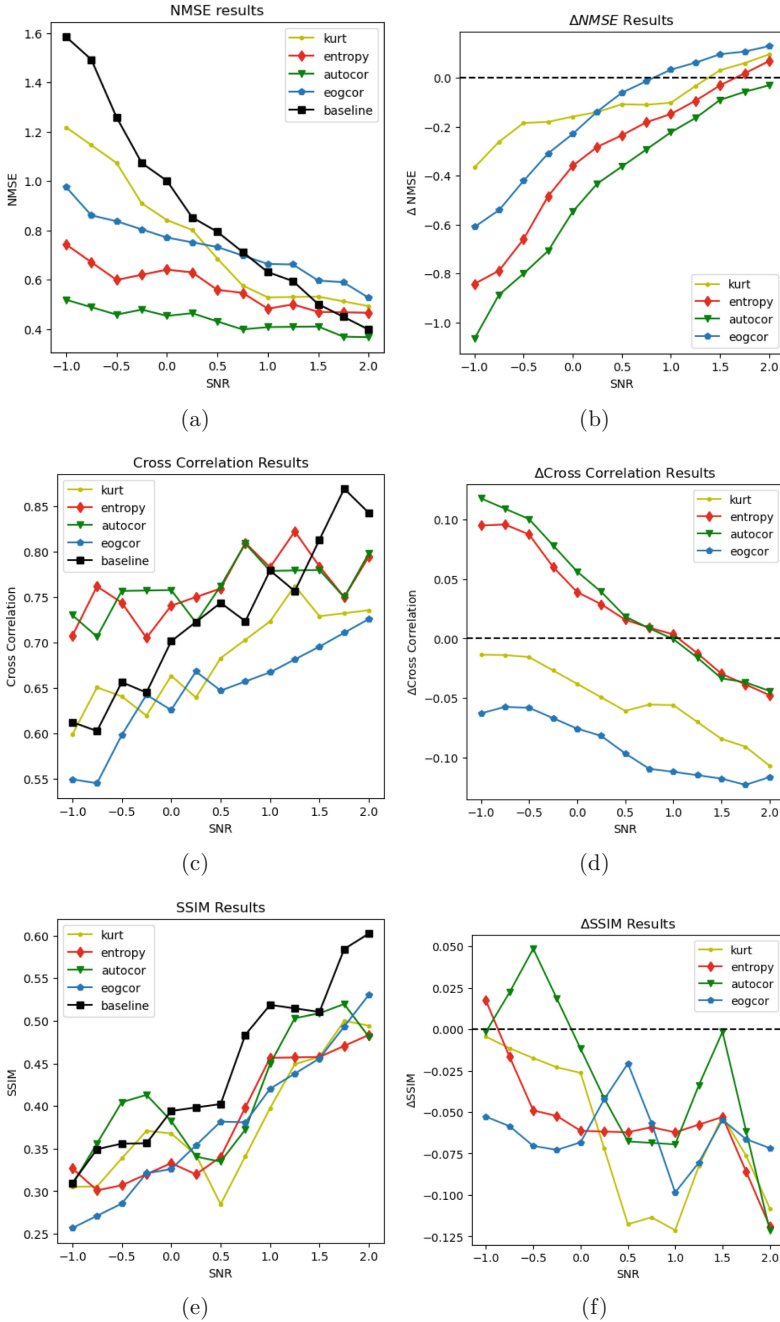 NMSE results
1.6
1.4
1.2
1.0
0.8
0.6
0.4
NMSE
kurt
entropy
autocor
eogcor
baseline
−1.0 −0.5 0.0 0.5 1.0 1.5 2.0
SNR
(a)
ΔNMSE Results
0.0
−0.2
−0.4
−0.6
−0.8
−1.0
Δ NMSE
kurt
entropy
autocor
eogcor
−1.0 −0.5 0.0 0.5 1.0 1.5 2.0
SNR
(b)
Cross Correlation Results
0.85
0.80
0.75
0.70
0.65
0.60
0.55
Cross Correlation
kurt
entropy
autocor
eogcor
baseline
−1.0 −0.5 0.0 0.5 1.0 1.5 2.0
SNR
(c)
ΔCross Correlation Results
0.10
0.05
0.00
−0.05
−0.10
ΔCross Correlation
kurt
entropy
autocor
eogcor
−1.0 −0.5 0.0 0.5 1.0 1.5 2.0
SNR
(d)
SSIM Results
0.60
0.55
0.50
0.45
0.40
0.35
0.30
0.25
SSIM
kurt
entropy
autocor
eogcor
baseline
−1.0 −0.5 0.0 0.5 1.0 1.5 2.0
SNR
(e)
ΔSSIM Results
0.050
0.025
0.000
−0.025
−0.050
−0.075
−0.100
−0.125
ΔSSIM
kurt
entropy
autocor
eogcor
−1.0 −0.5 0.0 0.5 1.0 1.5 2.0
SNR
(f)